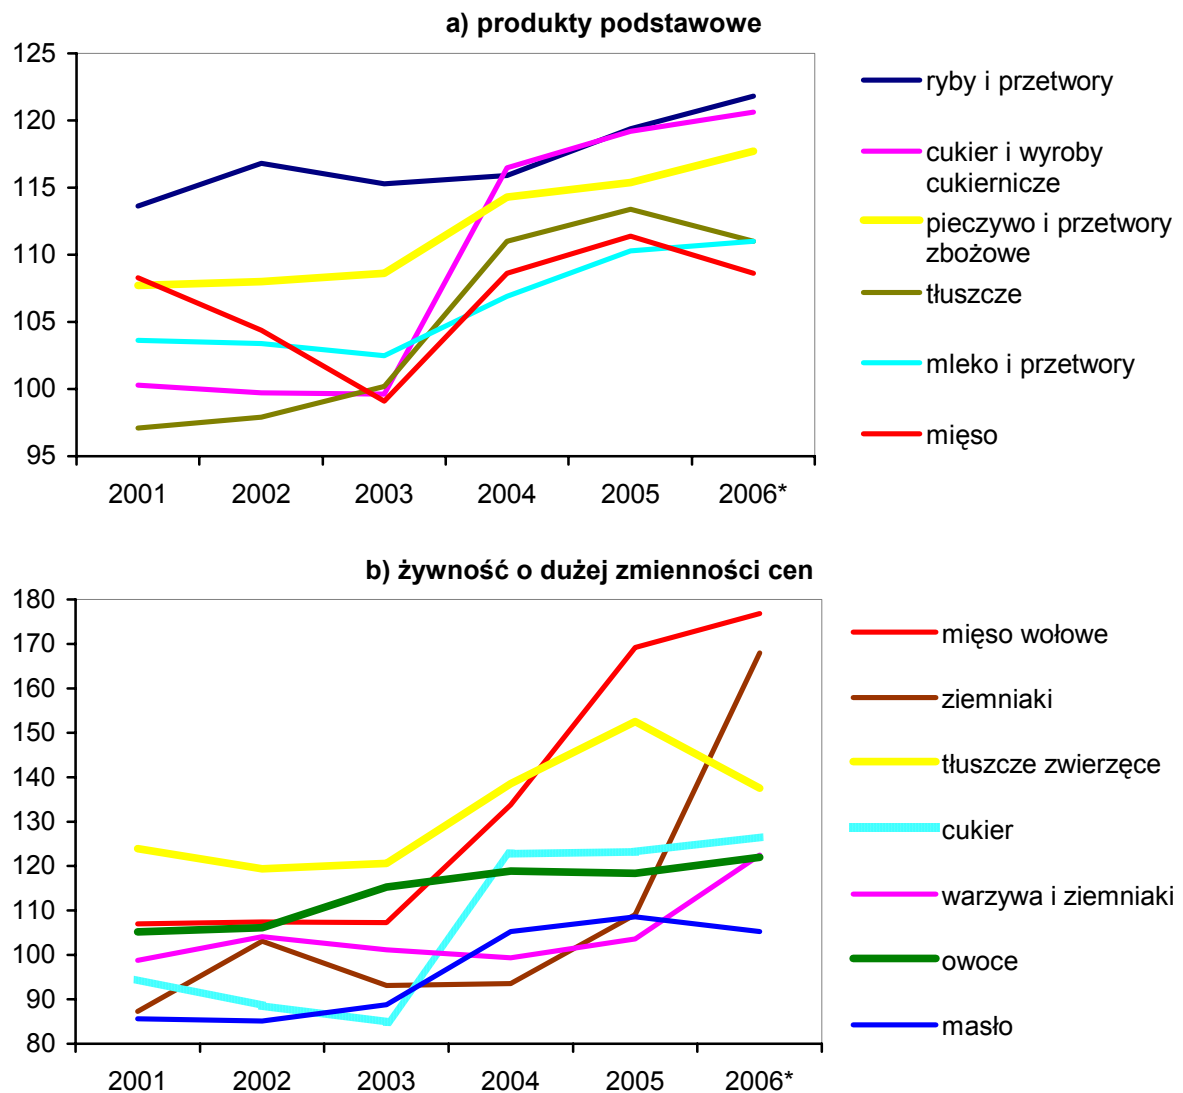 a) produkty podstawowe
125
120
115
110
105
100
95
2001 2002 2003 2004 2005 2006*
ryby i przetwory
cukier i wyroby
cukiernicze
pieczywo i przetwory
zbożowe
tłuszcze
mleko i przetwory
mięso
b) żywność o dużej zmienności cen
180
170
160
150
140
130
120
110
100
90
80
2001 2002 2003 2004 2005 2006*
mięso wołowe
ziemniaki
tłuszcze zwierzęce
cukier
warzywa i ziemniaki
owoce
masło